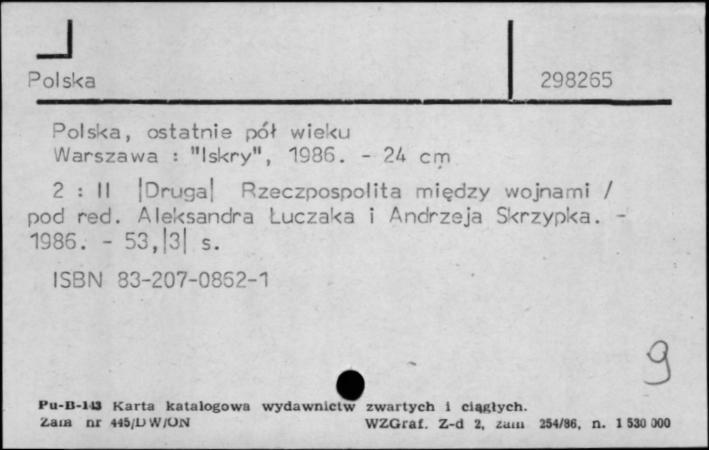 Polska 298265
Polska, ostatnie pół wieku
Warszawa : "Iskry", 1986. - 24 cm
2 : II |Druga| Rzeczpospolita między wojnami /
pod red. Aleksandra Łuczaka i Andrzeja Skrzypka. -
1986. - 53,|3| s.
ISBN 83-207-0862-1
9
Pu-B-143 Karta katalogowa wydawnictw zwartych i ciągłych.
Zam nr 445/DW/ON WZGraf. Z-d 2, zam 254/86, n. 1 530 000